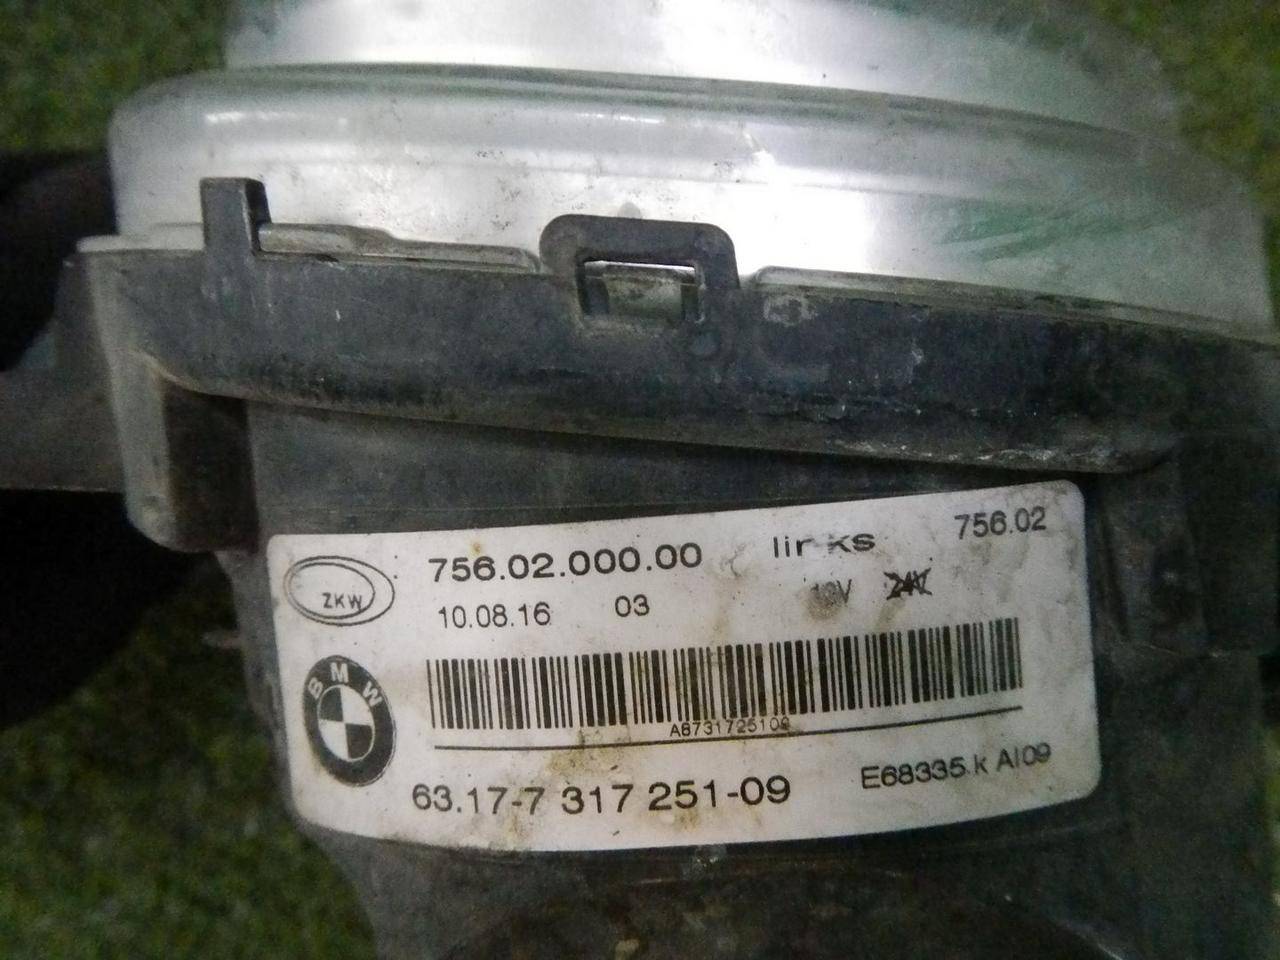 756.02.000.00 links 756.02
ZKW 10.08.16 03 12V 24V
BMW
A8731725109
63.17-7 317 251-09 E68335.k AI09